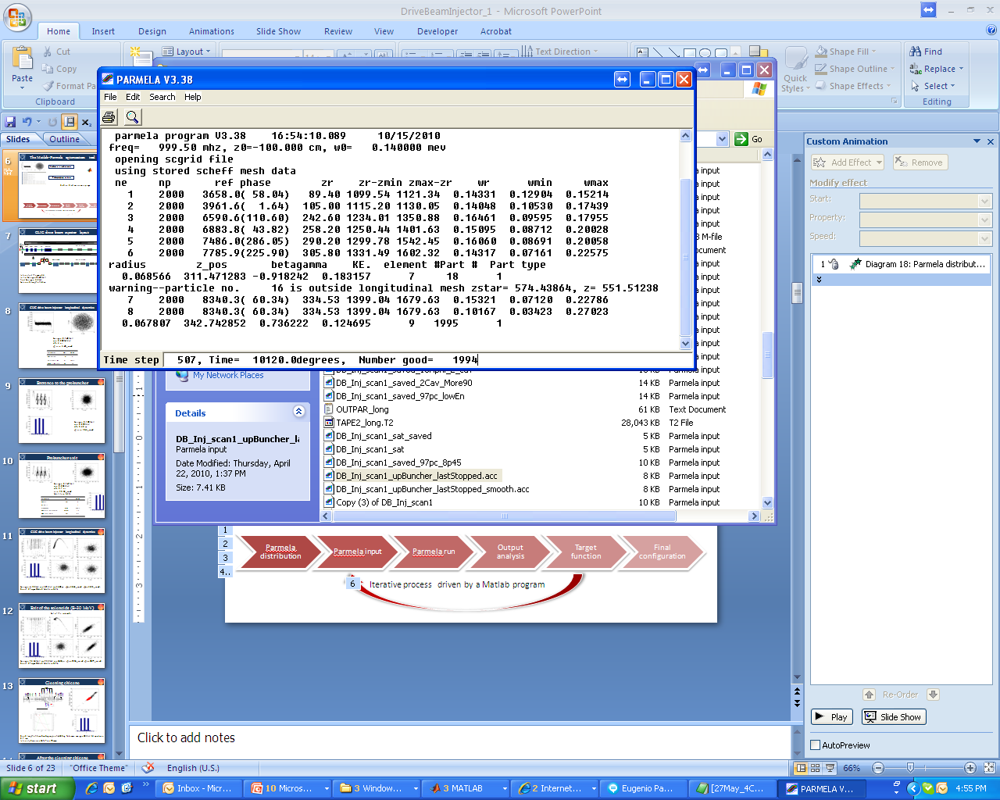 DriveBeamInjector_1 - Microsoft PowerPoint
Home Insert Design Animations Slide Show Review View Developer Acrobat
Paste
Cut
Copy
Format Pa
Clipboard
Layout
Text Direction
Quick Styles
Shape Fill
Shape Outline
Shape Effects
Find
Replace
Select
Editing
Slides Outline
PARMELA V3.38
File Edit Search Help
parmela program V3.38 16:54:10.089 10/15/2010
freq= 999.50 mhz, z0=-100.000 cm, w0= 0.140000 mev
opening scgrid file
using stored scheff mesh data
ne np ref phase zr zr-zmin zmax-zr wr wmin wmax
1 2000 3658.0( 58.04) 89.40 1099.54 1121.34 0.14331 0.12904 0.15214
2 2000 3961.6( 1.64) 105.00 1115.20 1130.05 0.14048 0.10530 0.17439
3 2000 6590.6(110.60) 242.60 1234.01 1350.88 0.16461 0.09595 0.17955
4 2000 6883.8( 43.82) 258.20 1250.44 1401.63 0.15095 0.08712 0.20028
5 2000 7486.0(286.05) 290.20 1299.78 1542.45 0.16060 0.08691 0.20058
6 2000 7785.9(225.90) 305.80 1331.49 1602.32 0.14317 0.07161 0.22575
radius z_pos betagamma KE. element #Part # Part type
0.068566 311.471283 -0.918242 0.183157 7 18 1
warning--particle no. 16 is outside longitudinal mesh zstar= 574.43864, z= 551.51238
7 2000 8340.3( 60.34) 334.53 1399.04 1679.63 0.15321 0.07120 0.22786
8 2000 8340.3( 60.34) 334.53 1399.04 1679.63 0.10167 0.03423 0.27023
0.067807 342.742852 0.736222 0.124695 9 1995 1
Time step 507, Time= 10120.0degrees, Number good= 1994
Go
a input
a input
a input
a input
a input
B M-file
ocument
a input
a input
a input
a input
a input
a input
a input
a input
a input
My Network Places
Details
DB_Inj_scan1_upBuncher_la
Parmela input
Date Modified: Thursday, April 22, 2010, 1:37 PM
Size: 7.41 KB
DB_Inj_scan1_saved_2Cav_More90 14 KB Parmela input
DB_Inj_scan1_saved_97pc_lowEn 14 KB Parmela input
OUTPAR_long 61 KB Text Document
TAPE2_long.T2 28,043 KB T2 File
DB_Inj_scan1_sat_saved 5 KB Parmela input
DB_Inj_scan1_sat 5 KB Parmela input
DB_Inj_scan1_saved_97pc_8p45 10 KB Parmela input
DB_Inj_scan1_upBuncher_lastStopped.acc 8 KB Parmela input
DB_Inj_scan1_upBuncher_lastStopped_smooth.acc 8 KB Parmela input
Copy (3) of DB_Inj_scan1 10 KB Parmela input
1
2
3
4..
Parmela distribution
Parmela input
Parmela run
Output analysis
Target function
Final configuration
6 Iterative process driven by a Matlab program
Click to add notes
Custom Animation
Add Effect Remove
Modify effect
Start:
Property:
Speed:
1 Diagram 18: Parmela distribut...
Re-Order
Play Slide Show
AutoPreview
6
7
8
9
10
11
12
13
Entrance to the prebuncher
Cleaning chicane
After the cleaning chicane
Slide 6 of 23 "Office Theme" English (U.S.) 66%
start
Inbox - Micr...
10 Micros...
3 Window...
3 MATLAB
2 Internet...
Eugenio Pa...
[27May_4C...
PARMELA V...
4:55 PM